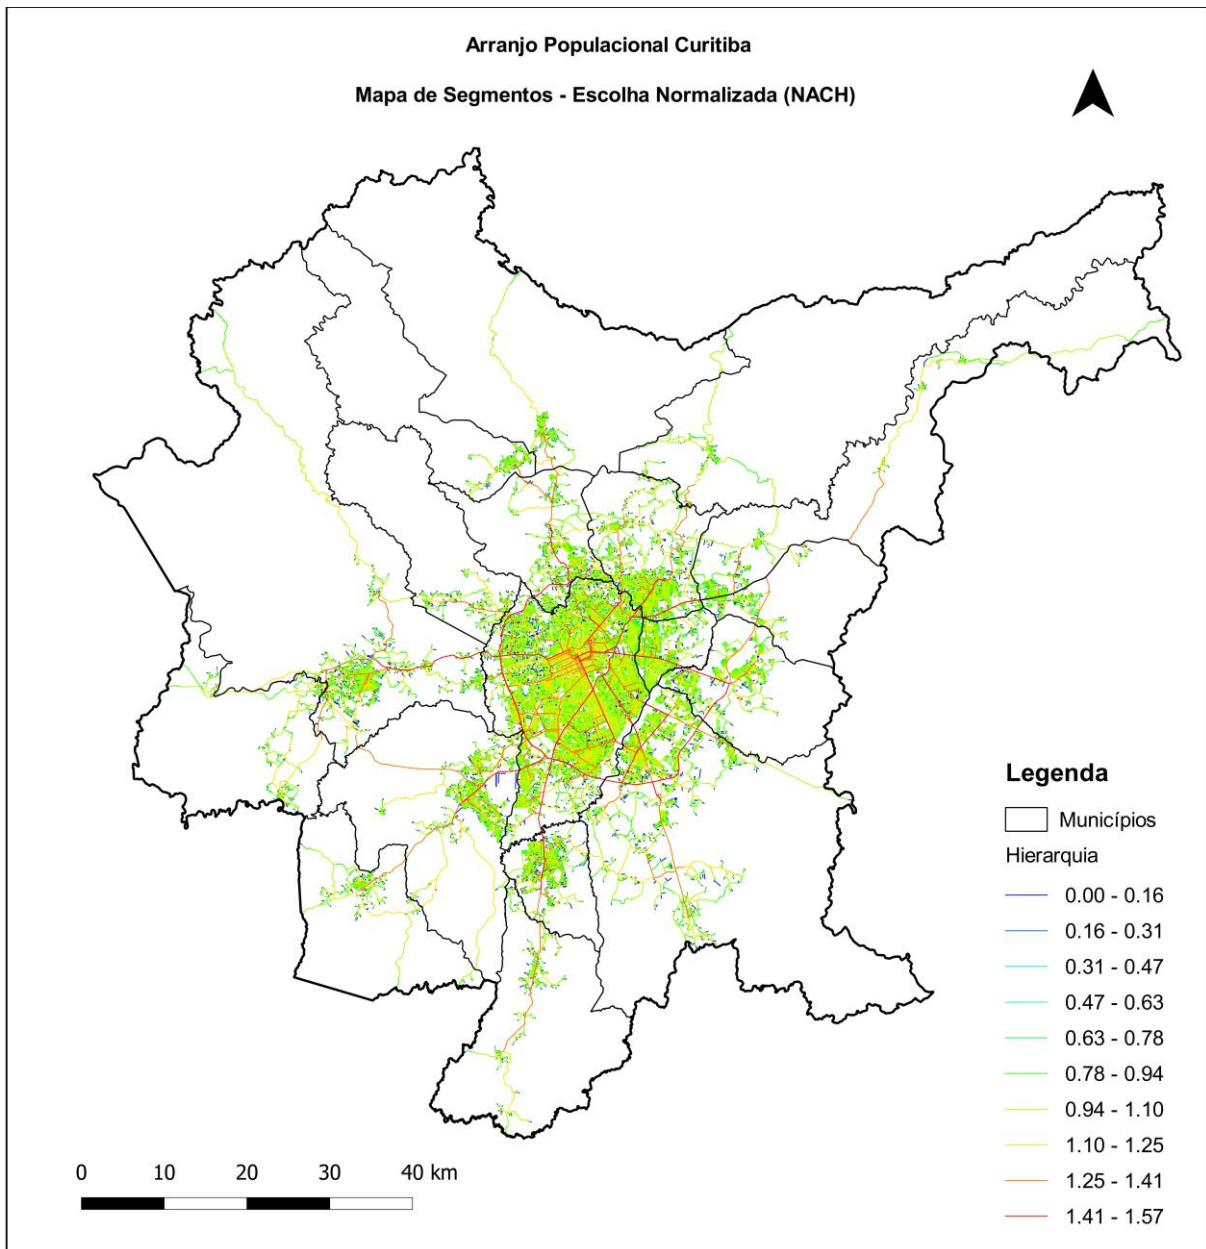 Arranjo Populacional Curitiba
Mapa de Segmentos - Escolha Normalizada (NACH)
Legenda
Municípios
Hierarquia
0.00 - 0.16
0.16 - 0.31
0.31 - 0.47
0.47 - 0.63
0.63 - 0.78
0.78 - 0.94
0.94 - 1.10
1.10 - 1.25
1.25 - 1.41
1.41 - 1.57
0 10 20 30 40 km